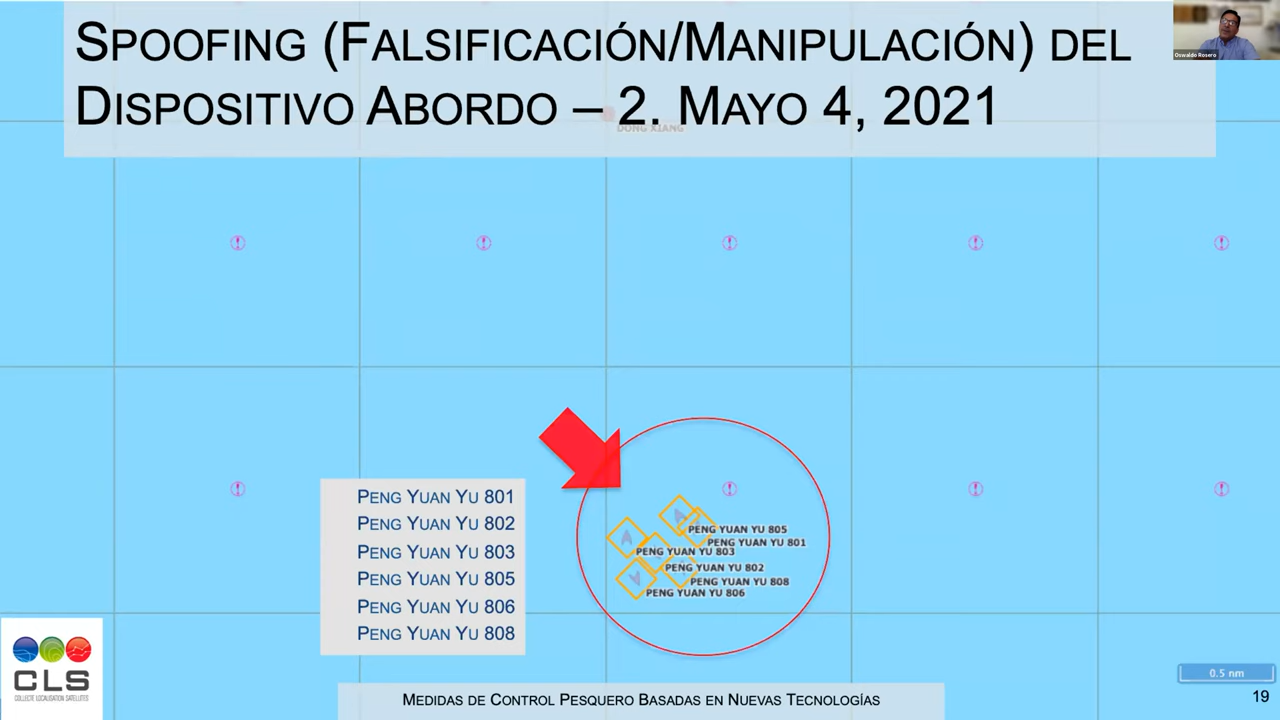 SPOOFING (FALSIFICACIÓN/MANIPULACIÓN) DEL
DISPOSITIVO ABORDO – 2. MAYO 4, 2021
Oswaldo Rosero
DONG XIANG
PENG YUAN YU 801
PENG YUAN YU 802
PENG YUAN YU 803
PENG YUAN YU 805
PENG YUAN YU 806
PENG YUAN YU 808
PENG YUAN YU 805
PENG YUAN YU 801
PENG YUAN YU 803
PENG YUAN YU 802
PENG YUAN YU 808
PENG YUAN YU 806
CLS
COLLECTE LOCALISATION SATELLITES
MEDIDAS DE CONTROL PESQUERO BASADAS EN NUEVAS TECNOLOGÍAS
0.5 nm
19